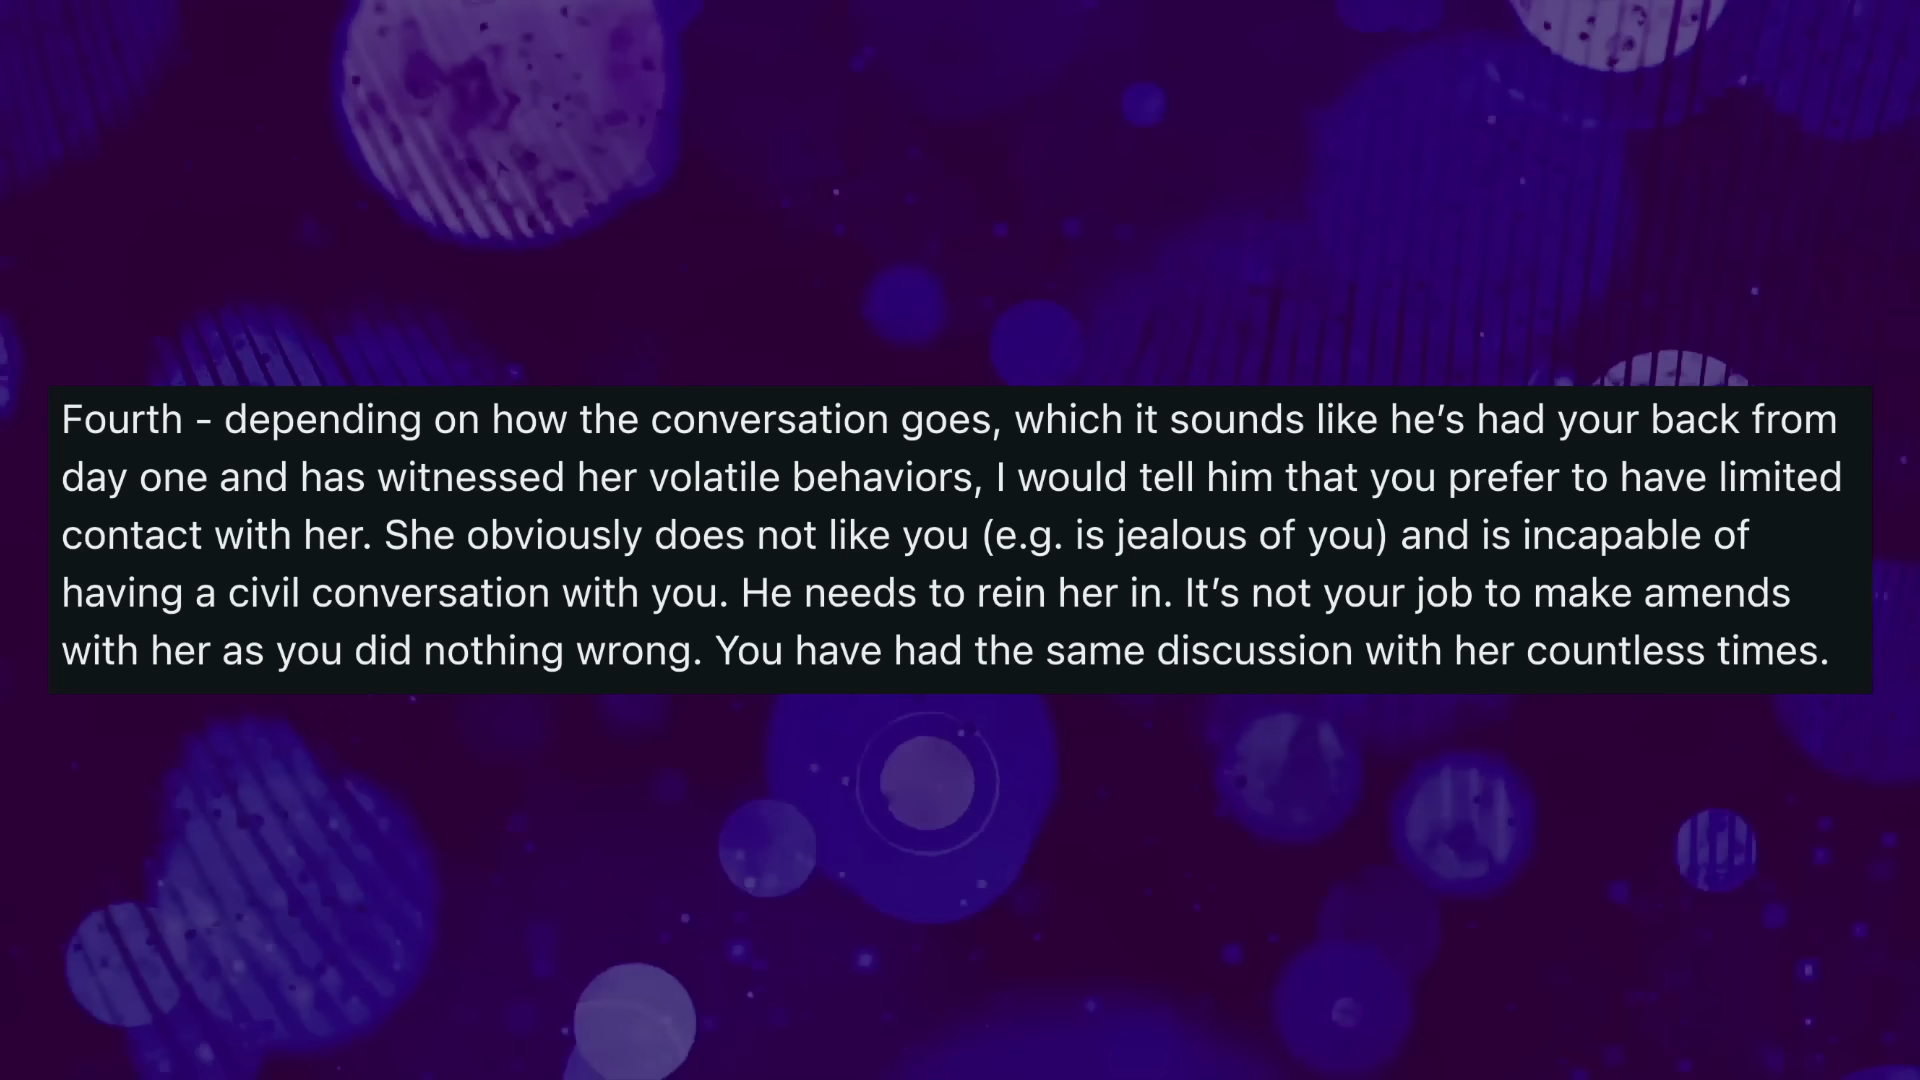 Fourth - depending on how the conversation goes, which it sounds like he’s had your back from
day one and has witnessed her volatile behaviors, I would tell him that you prefer to have limited
contact with her. She obviously does not like you (e.g. is jealous of you) and is incapable of
having a civil conversation with you. He needs to rein her in. It’s not your job to make amends
with her as you did nothing wrong. You have had the same discussion with her countless times.